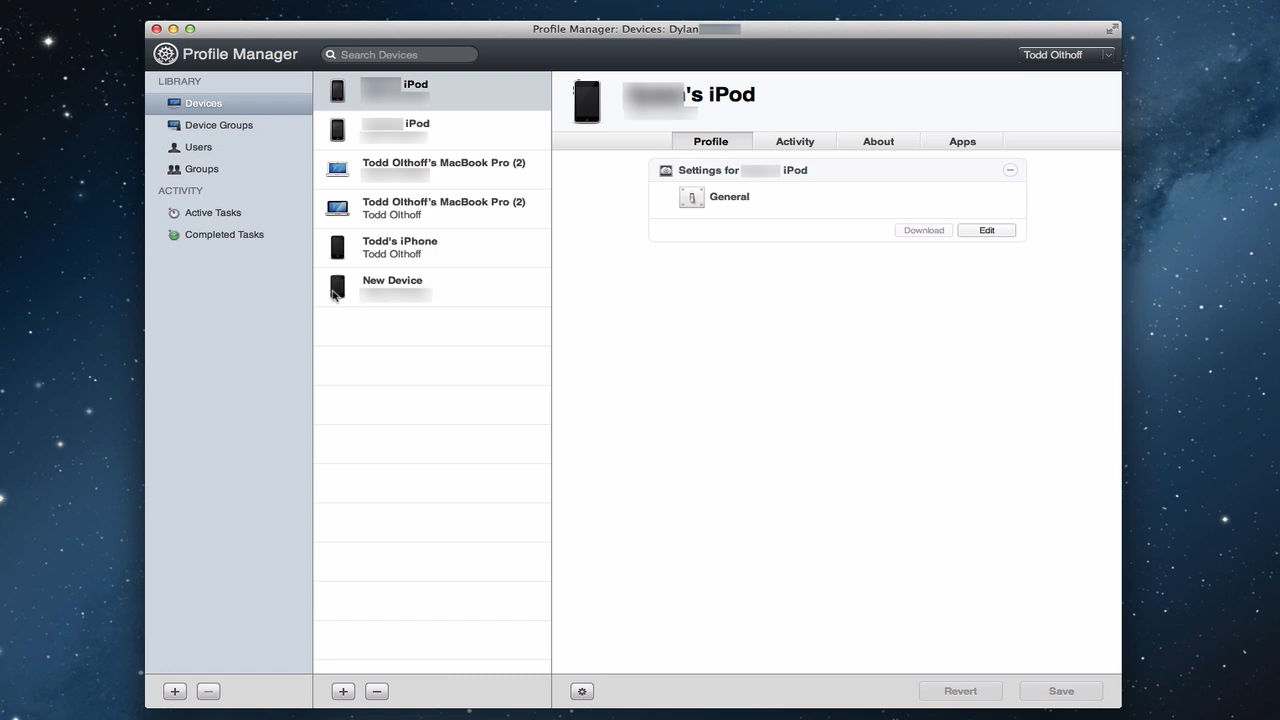 Profile Manager: Devices: Dylan
Profile Manager
Search Devices
Todd Olthoff
LIBRARY
Devices
Device Groups
Users
Groups
ACTIVITY
Active Tasks
Completed Tasks
iPod
iPod
Todd Olthoff's MacBook Pro (2)
Todd Olthoff's MacBook Pro (2)
Todd Olthoff
Todd's iPhone
Todd Olthoff
New Device
's iPod
Profile
Activity
About
Apps
Settings for iPod
General
Download
Edit
Revert
Save